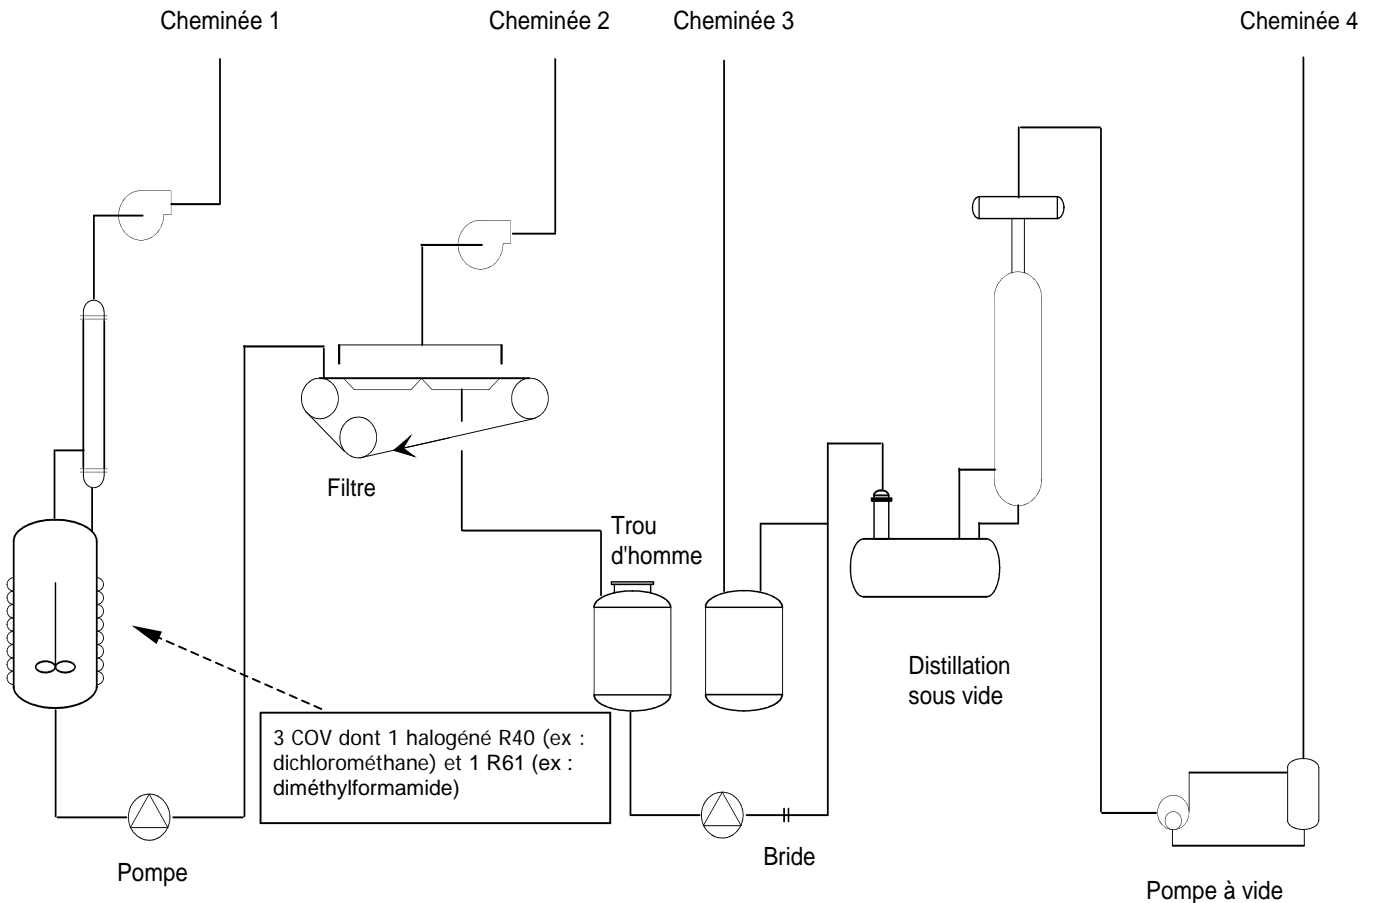 Cheminée 1
Cheminée 2
Cheminée 3
Cheminée 4
Filtre
Trou
d'homme
Distillation
sous vide
3 COV dont 1 halogéné R40 (ex :
dichlorométhane) et 1 R61 (ex :
diméthylformamide)
Bride
Pompe
Pompe à vide